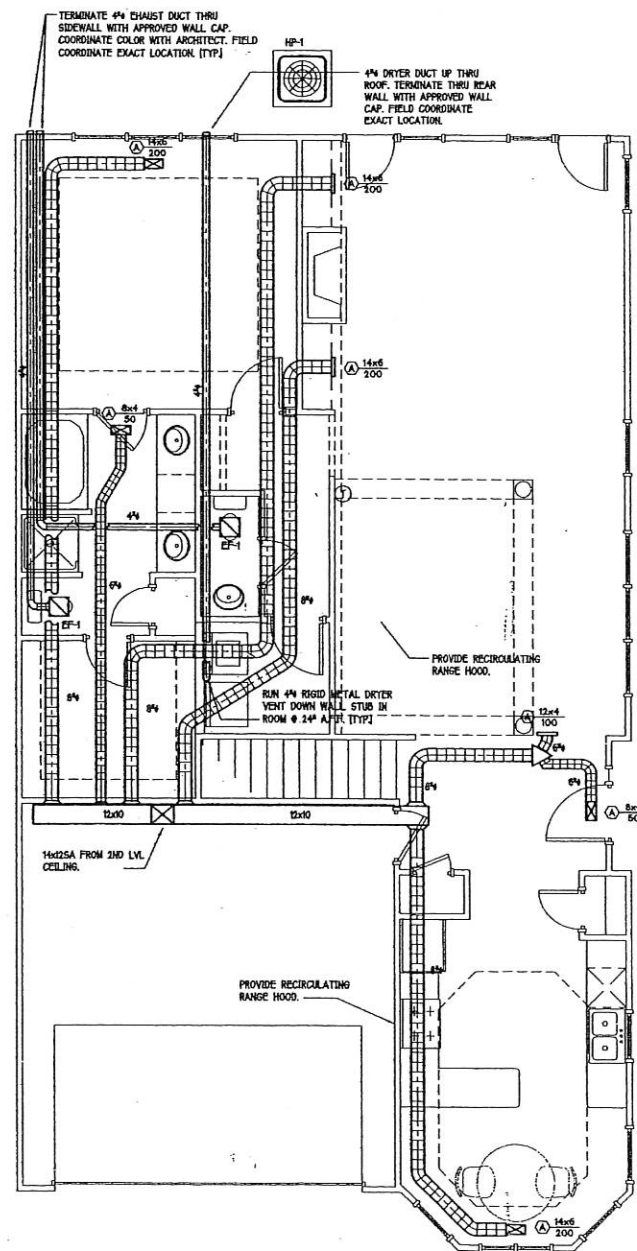 TERMINATE 4"ø EHAUST DUCT THRU
SIDEWALL WITH APPROVED WALL CAP.
COORDINATE COLOR WITH ARCHITECT. FIELD
COORDINATE EXACT LOCATION. [TYP.]
HP-1
4"ø DRYER DUCT UP THRU
ROOF. TERMINATE THRU REAR
WALL WITH APPROVED WALL
CAP. FIELD COORDINATE
EXACT LOCATION.
A 14x6
200
A 14x6
200
A 14x6
200
4"ø
4"ø
A 8x4
50
4"ø
EF-1
6"ø
8"ø
EF-1
PROVIDE RECIRCULATING
RANGE HOOD.
8"ø
8"ø
RUN 4"ø RIGID METAL DRYER
VENT DOWN WALL STUB IN
ROOM @ 24" A.F.F. [TYP.]
A 12x4
100
6"ø
8"ø
6"ø
12x10
12x10
A 8x
50
14x12SA FROM 2ND LVL
CEILING.
8"ø
PROVIDE RECIRCULATING
RANGE HOOD.
A 14x6
200